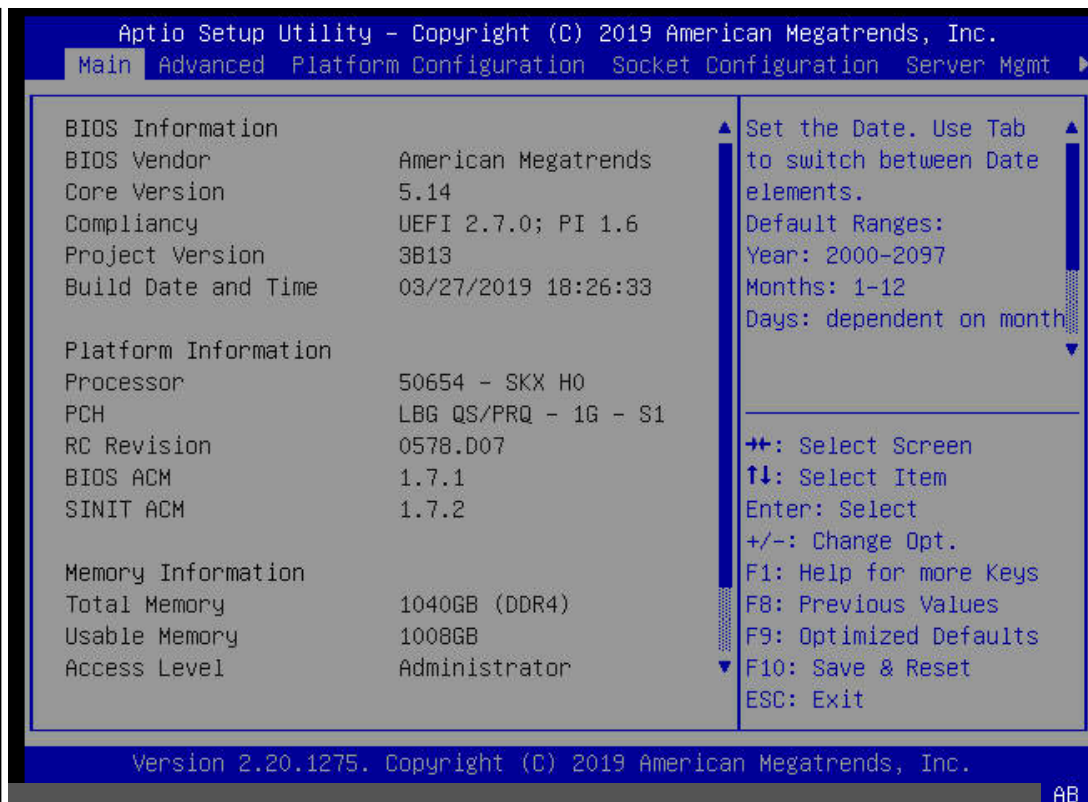 Aptio Setup Utility – Copyright (C) 2019 American Megatrends, Inc.
Main Advanced Platform Configuration Socket Configuration Server Mgmt
BIOS Information
BIOS Vendor American Megatrends
Core Version 5.14
Compliancy UEFI 2.7.0; PI 1.6
Project Version 3B13
Build Date and Time 03/27/2019 18:26:33
Platform Information
Processor 50654 – SKX H0
PCH LBG QS/PRQ – 1G – S1
RC Revision 0578.D07
BIOS ACM 1.7.1
SINIT ACM 1.7.2
Memory Information
Total Memory 1040GB (DDR4)
Usable Memory 1008GB
Access Level Administrator
Set the Date. Use Tab
to switch between Date
elements.
Default Ranges:
Year: 2000–2097
Months: 1–12
Days: dependent on month
→←: Select Screen
↑↓: Select Item
Enter: Select
+/–: Change Opt.
F1: Help for more Keys
F8: Previous Values
F9: Optimized Defaults
F10: Save & Reset
ESC: Exit
Version 2.20.1275. Copyright (C) 2019 American Megatrends, Inc.
AB